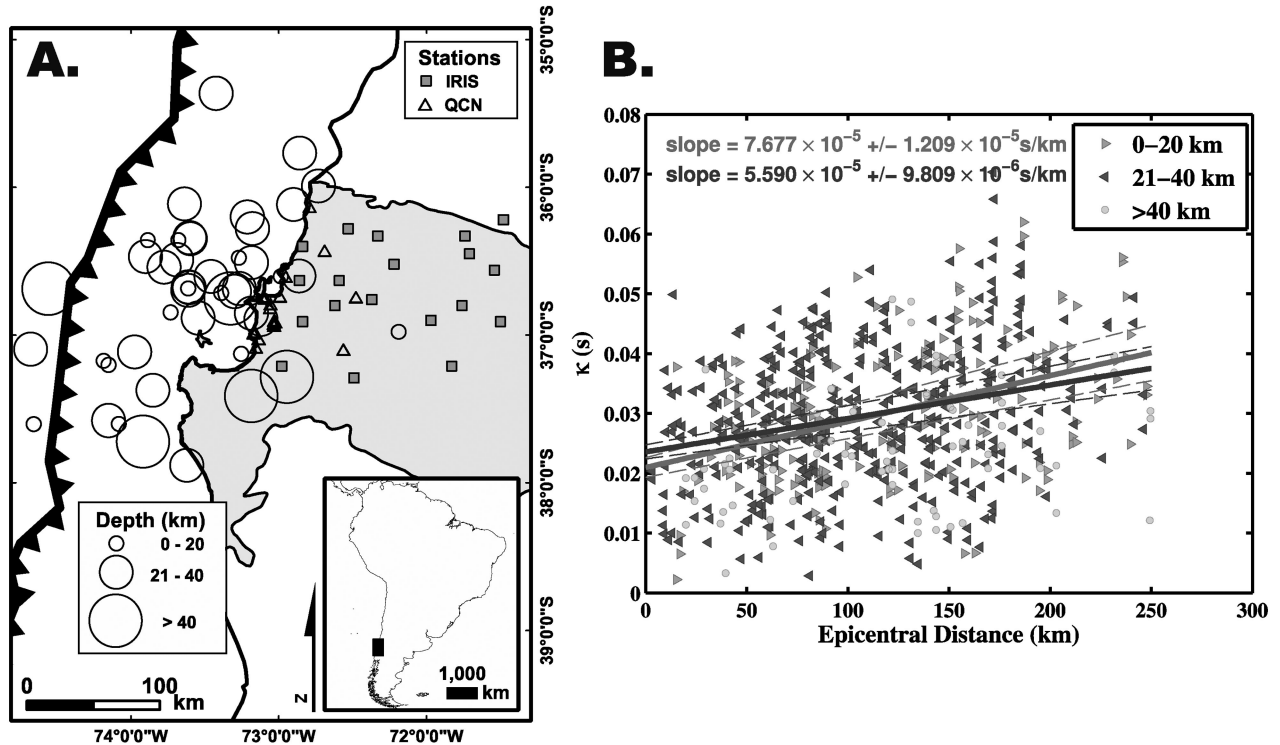 A.
Stations
IRIS
QCN
35°0'0"S
36°0'0"S
37°0'0"S
38°0'0"S
39°0'0"S
Depth (km)
0 - 20
21 - 40
> 40
0 100
km
N
1,000
km
74°0'0"W 73°0'0"W 72°0'0"W
B.
0.08
0.07
0.06
0.05
0.04
0.03
0.02
0.01
0
κ (s)
slope = 7.677 × 10⁻⁵ +/− 1.209 × 10⁻⁵s/km
slope = 5.590 × 10⁻⁵ +/− 9.809 × 10⁻⁶s/km
0–20 km
21–40 km
>40 km
0 50 100 150 200 250 300
Epicentral Distance (km)